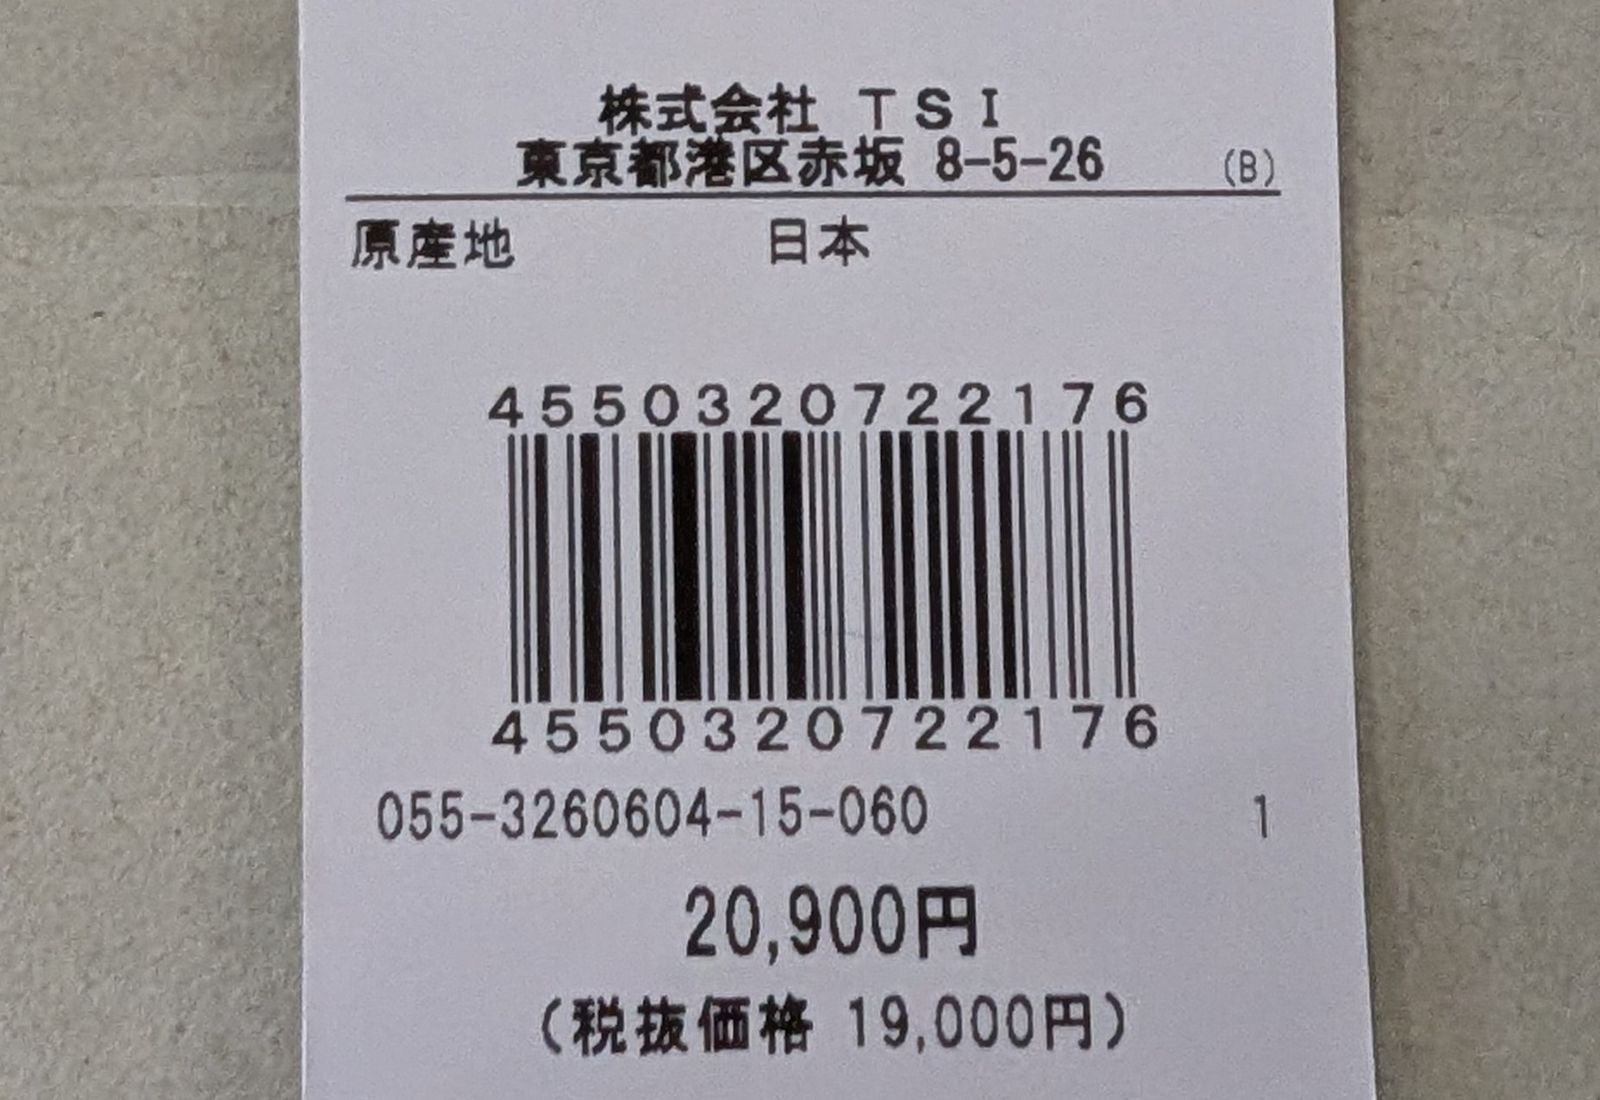 株式会社 TSI
東京都港区赤坂 8-5-26 (B)
原産地 日本
4550320722176
4550320722176
055-3260604-15-060 1
20,900円
(税抜価格 19,000円)